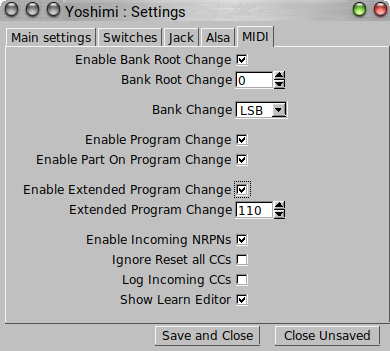 Yoshimi : Settings
Main settings Switches Jack Alsa MIDI
Enable Bank Root Change
Bank Root Change 0
Bank Change LSB
Enable Program Change
Enable Part On Program Change
Enable Extended Program Change
Extended Program Change 110
Enable Incoming NRPNs
Ignore Reset all CCs
Log Incoming CCs
Show Learn Editor
Save and Close Close Unsaved